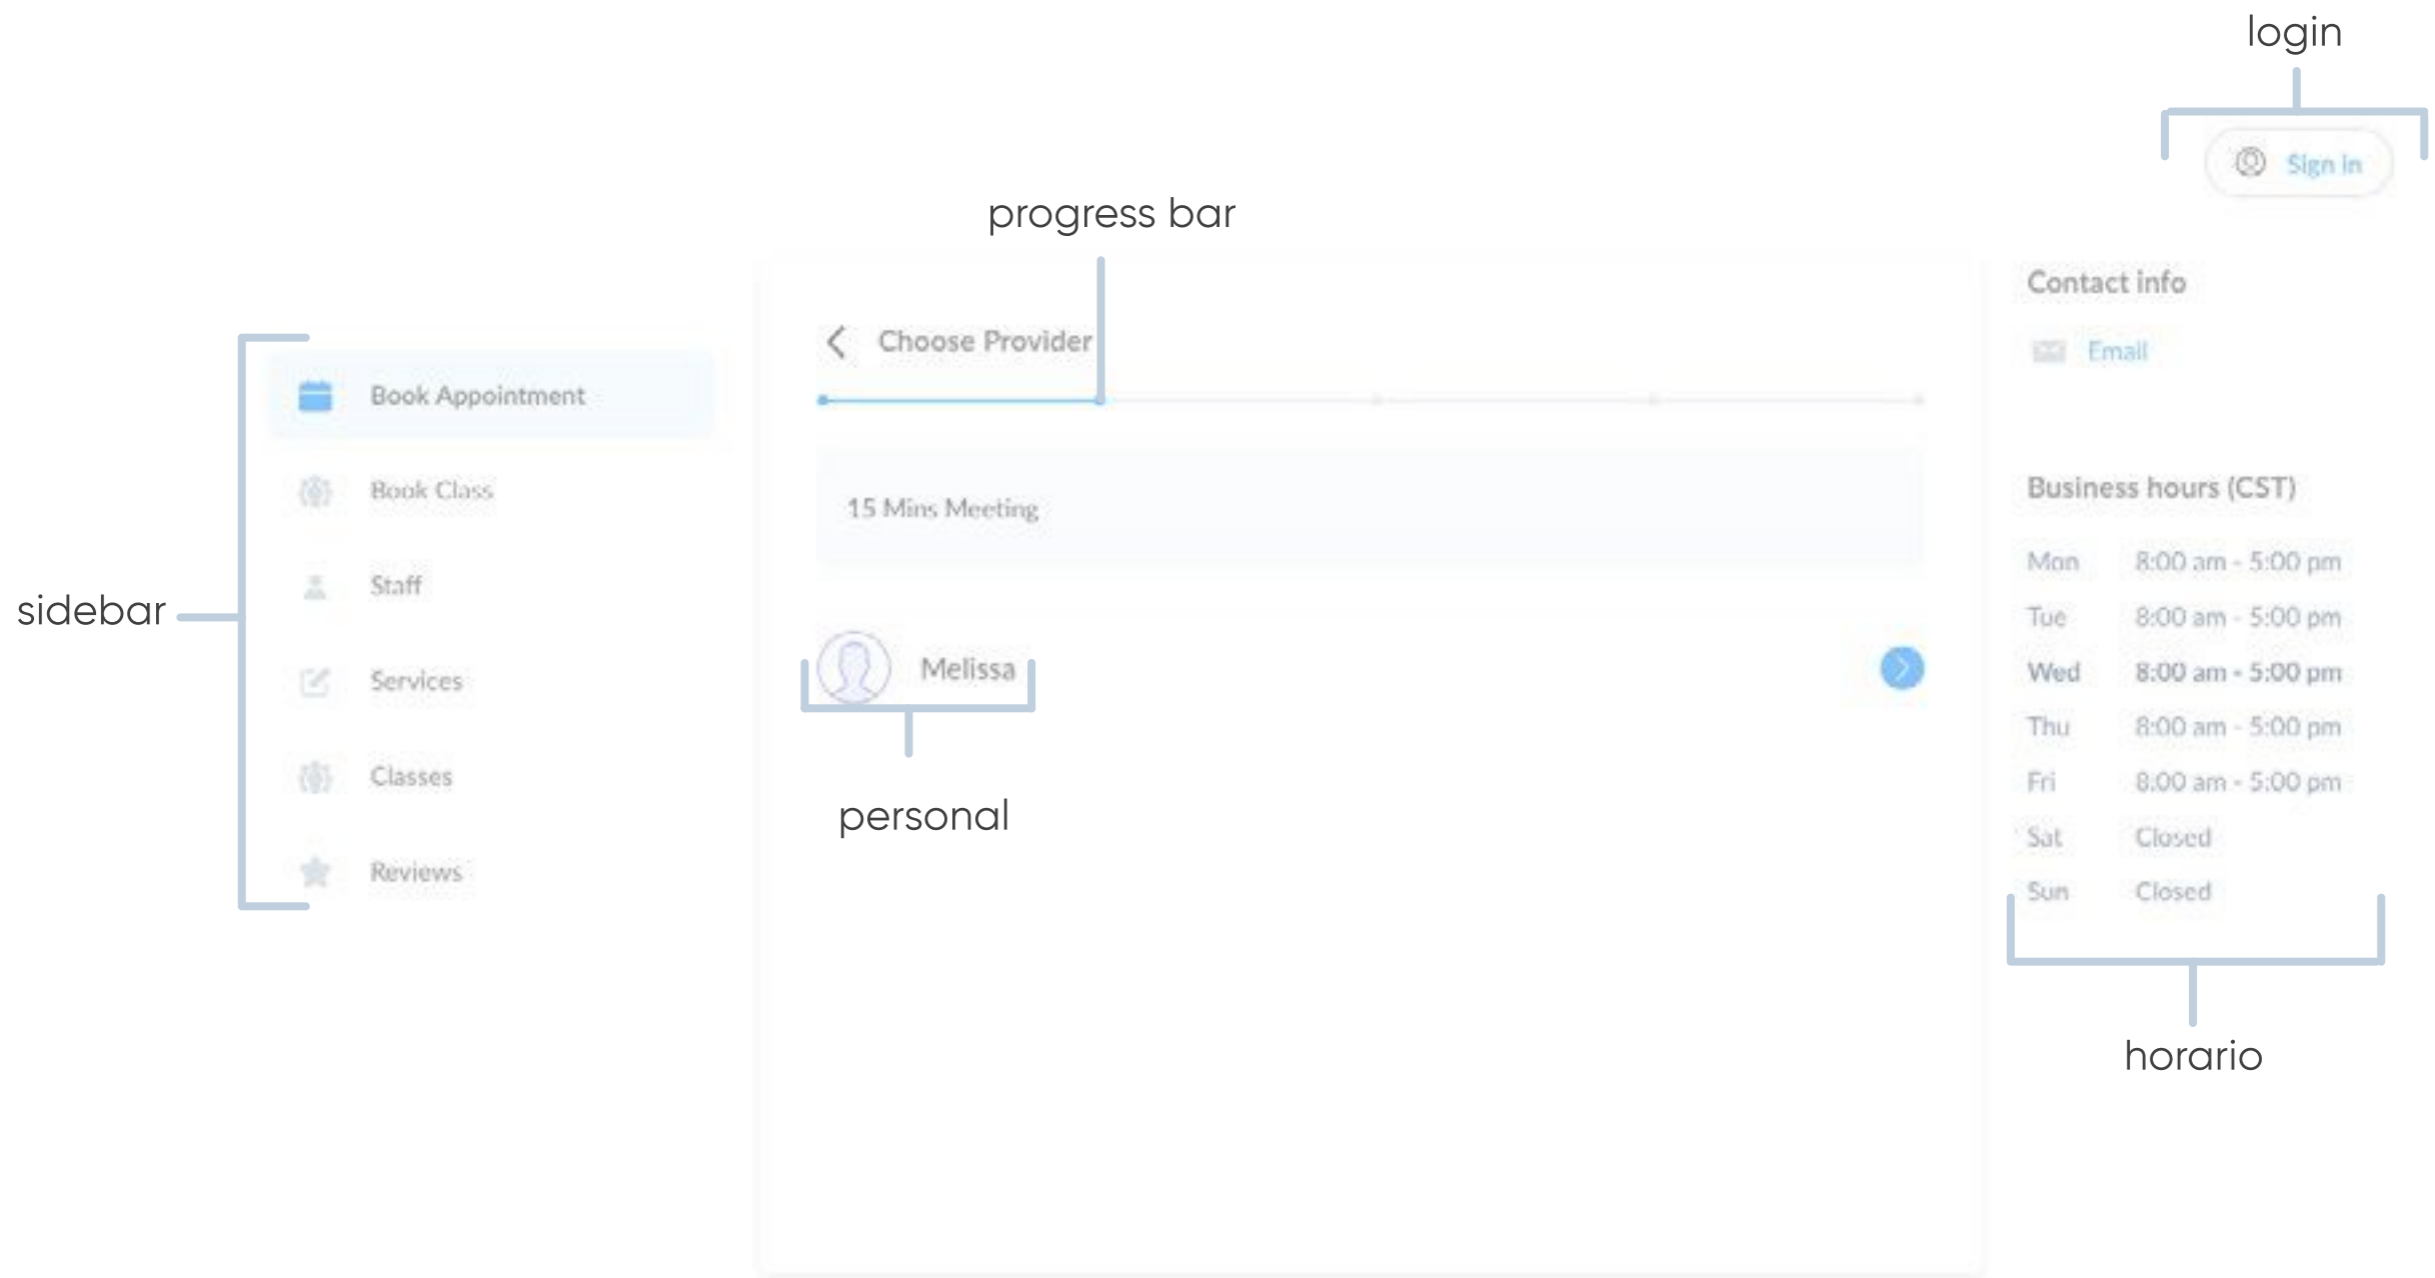 login
Sign in
progress bar
Contact info
Choose Provider
Email
Book Appointment
Book Class
15 Mins Meeting
Business hours (CST)
Mon 8:00 am - 5:00 pm
Staff
sidebar
Tue 8:00 am - 5:00 pm
Services
Melissa
Wed 8:00 am - 5:00 pm
Thu 8:00 am - 5:00 pm
Classes
Fri 8:00 am - 5:00 pm
personal
Sat Closed
Reviews
Sun Closed
horario